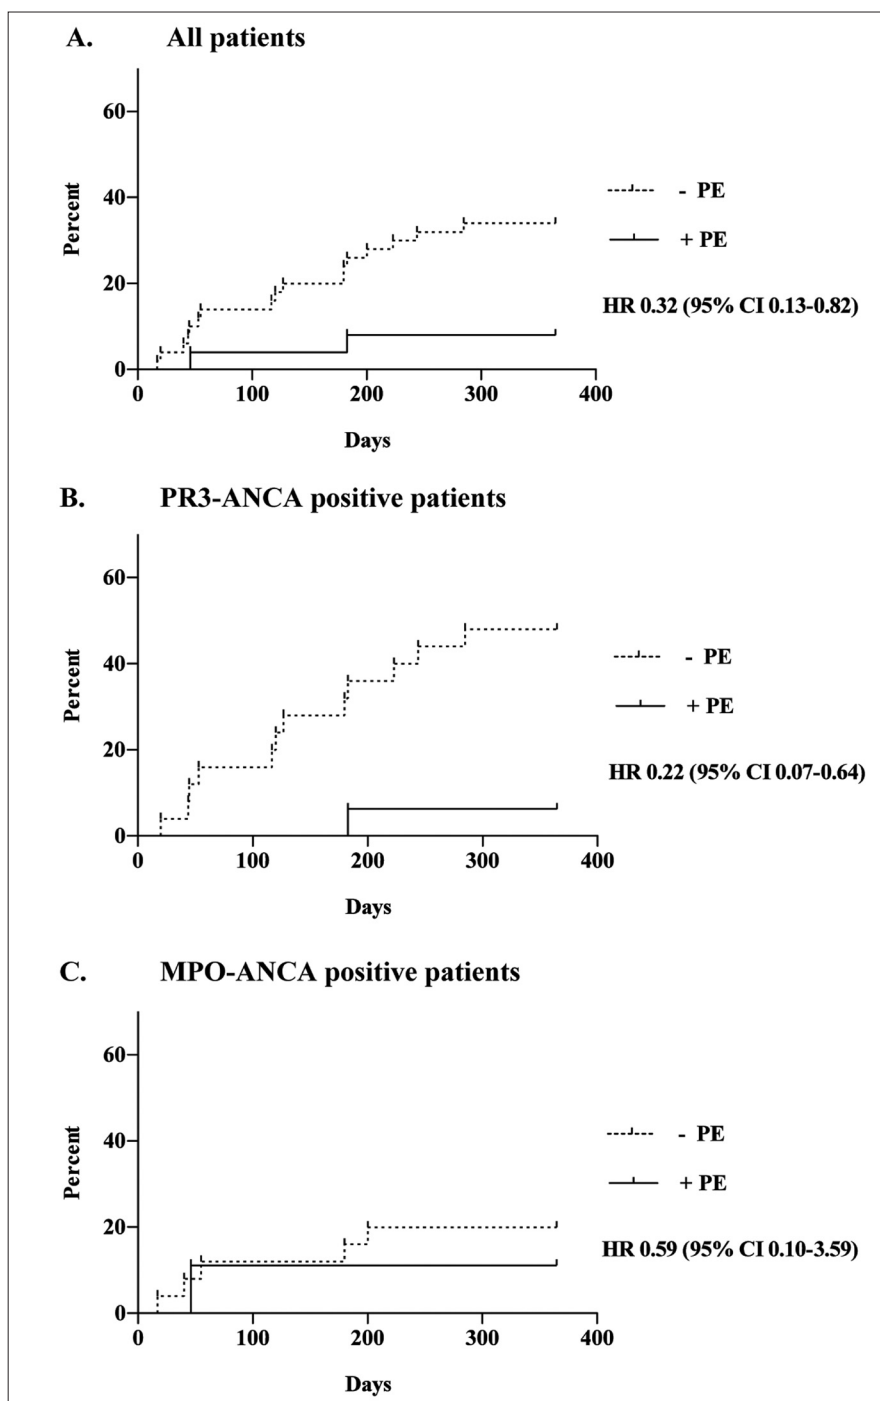 A. All patients
60
40
20
0
Percent
0 100 200 300 400
Days
- PE
+ PE
HR 0.32 (95% CI 0.13-0.82)
B. PR3-ANCA positive patients
60
40
20
0
Percent
0 100 200 300 400
Days
- PE
+ PE
HR 0.22 (95% CI 0.07-0.64)
C. MPO-ANCA positive patients
60
40
20
0
Percent
0 100 200 300 400
Days
- PE
+ PE
HR 0.59 (95% CI 0.10-3.59)